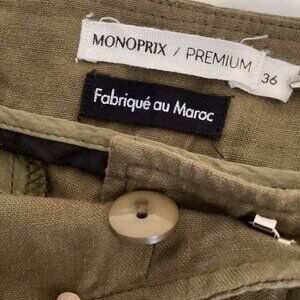 MONOPRIX / PREMIUM 36
Fabriqué au Maroc